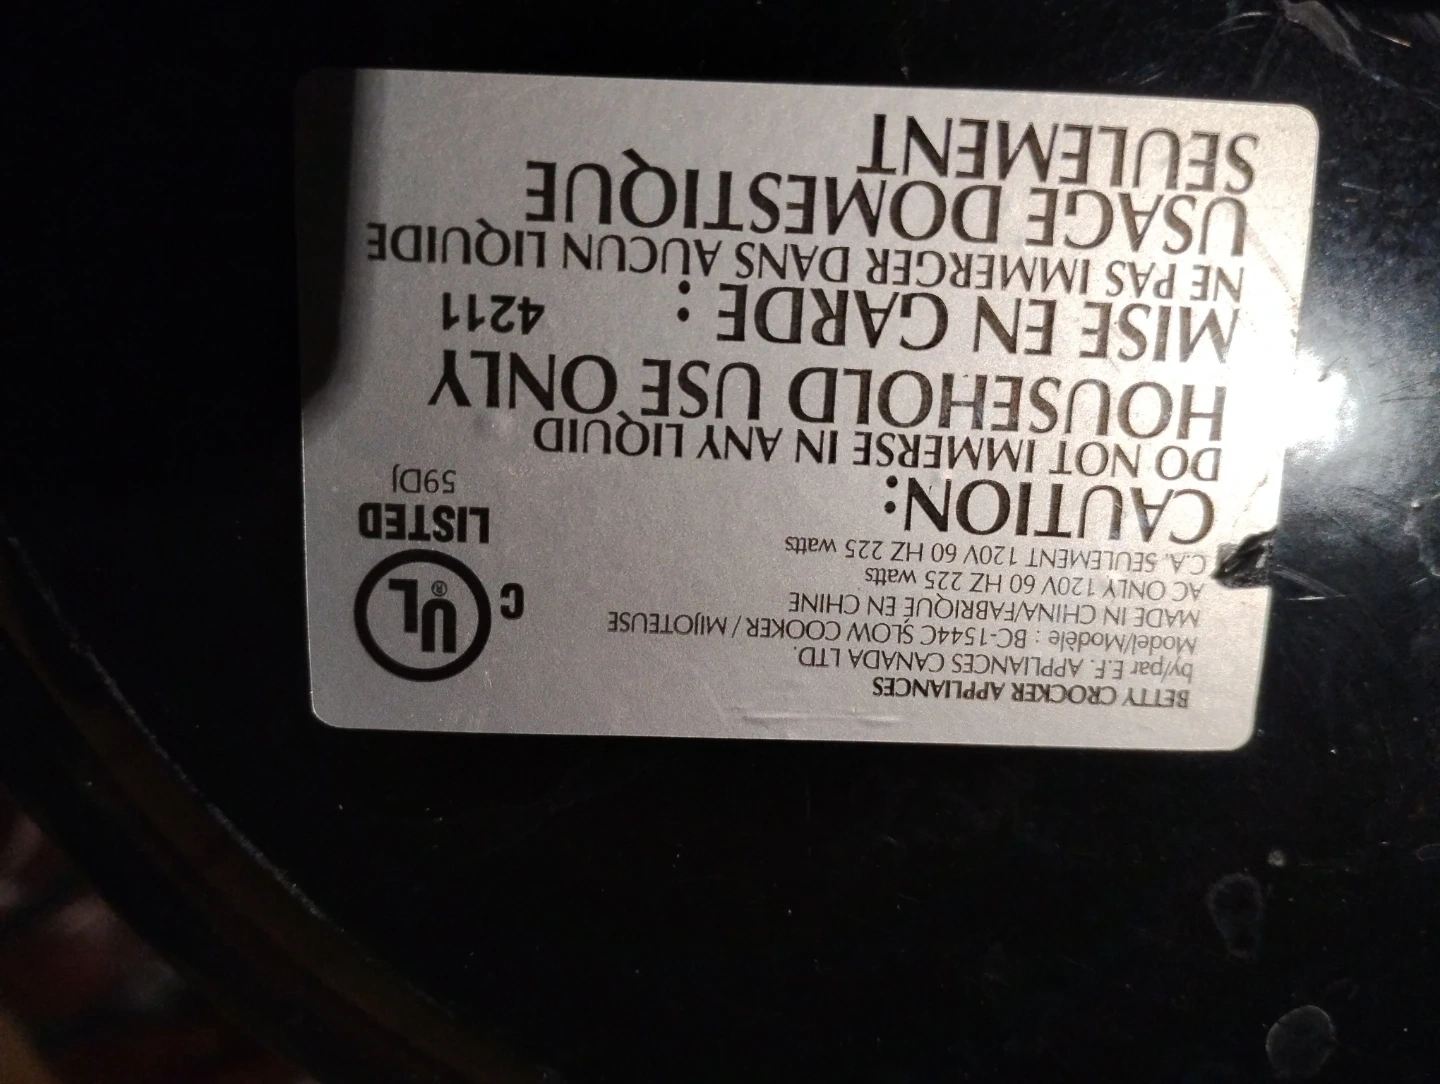 BETTY CROCKER APPLIANCES
by/par E.F. APPLIANCES CANADA LTD.
Model/Modèle : BC-1544C SLOW COOKER / MIJOTEUSE
MADE IN CHINA/FABRIQUÉ EN CHINE
AC ONLY 120V 60 HZ 225 watts
C.A. SEULEMENT 120V 60 HZ 225 watts
C UL®
LISTED
59DJ
CAUTION:
DO NOT IMMERSE IN ANY LIQUID
HOUSEHOLD USE ONLY
MISE EN GARDE : 4211
NE PAS IMMERGER DANS AUCUN LIQUIDE
USAGE DOMESTIQUE
SEULEMENT